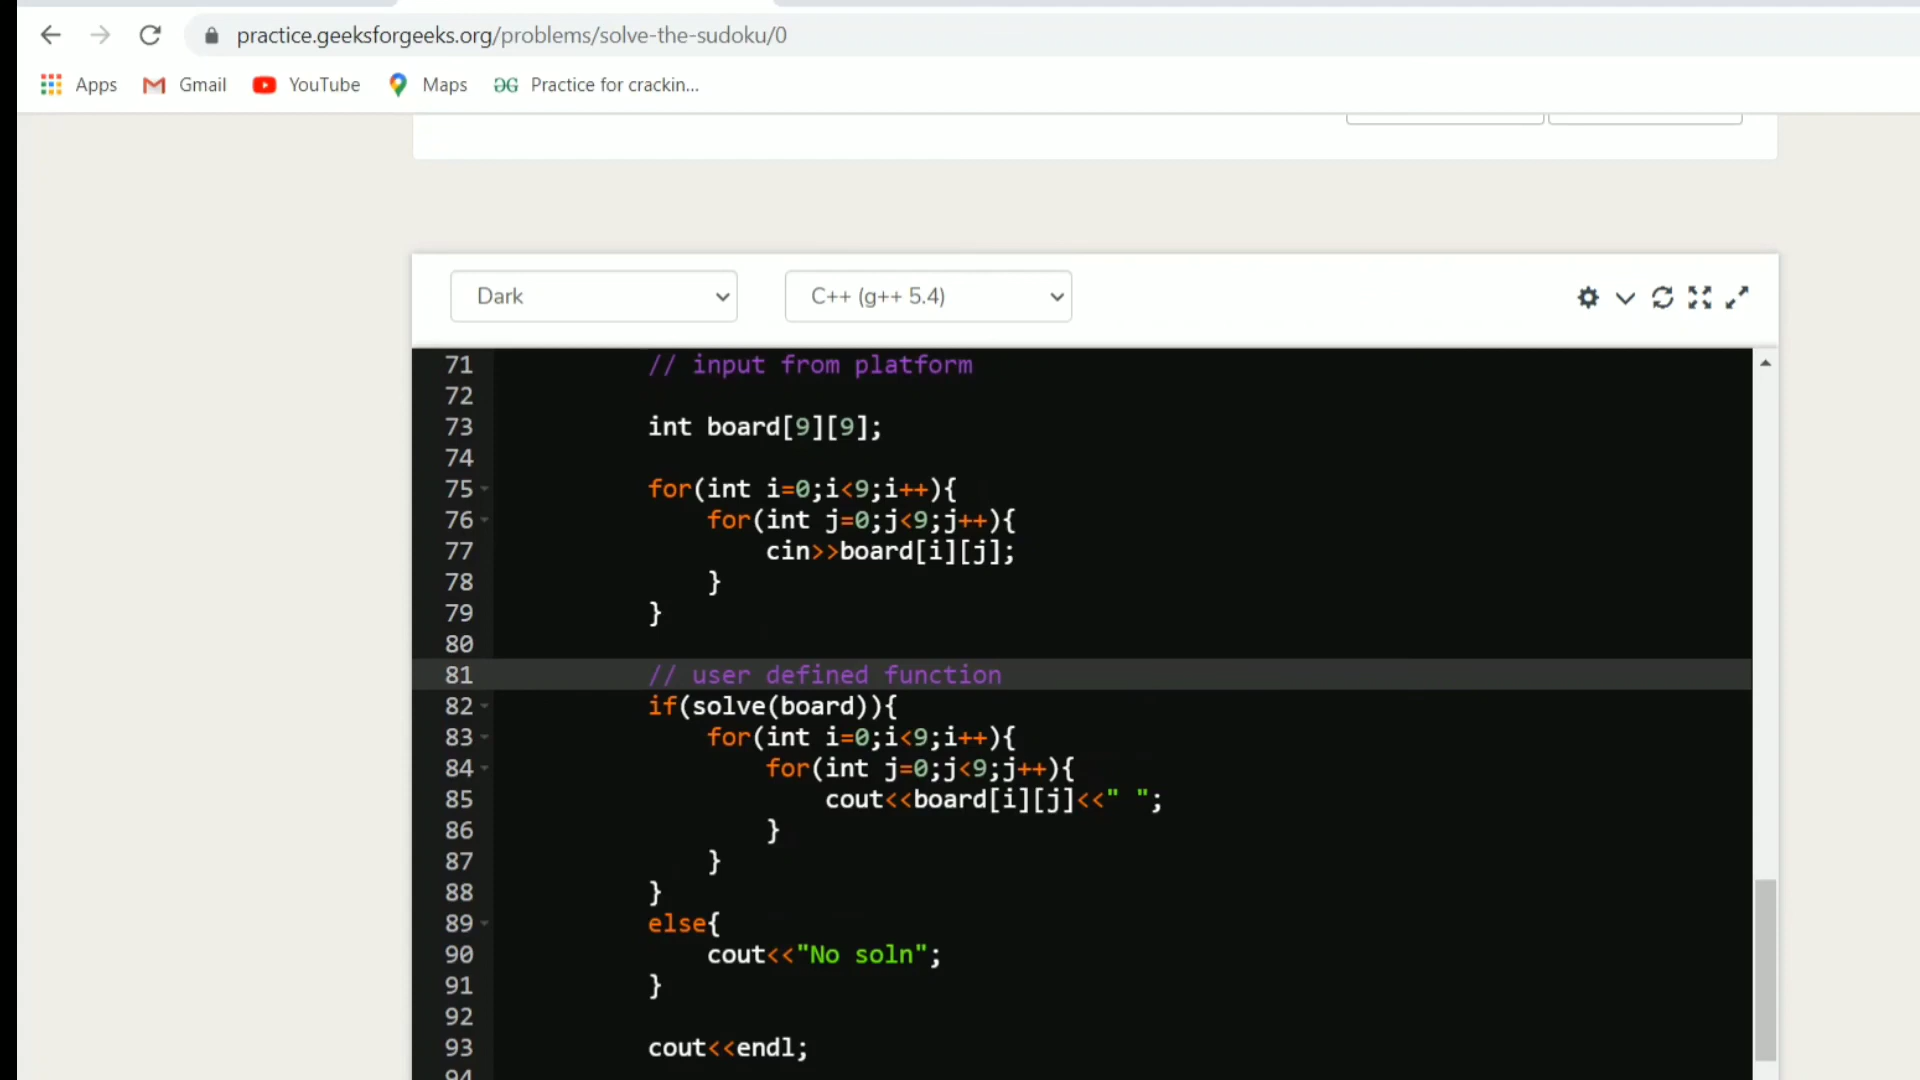 practice.geeksforgeeks.org/problems/solve-the-sudoku/0
Apps Gmail YouTube Maps Practice for crackin...
Dark C++ (g++ 5.4)
71 // input from platform
72
73 int board[9][9];
74
75 for(int i=0;i<9;i++){
76 for(int j=0;j<9;j++){
77 cin>>board[i][j];
78 }
79 }
80
81 // user defined function
82 if(solve(board)){
83 for(int i=0;i<9;i++){
84 for(int j=0;j<9;j++){
85 cout<<board[i][j]<<" ";
86 }
87 }
88 }
89 else{
90 cout<<"No soln";
91 }
92
93 cout<<endl;
94